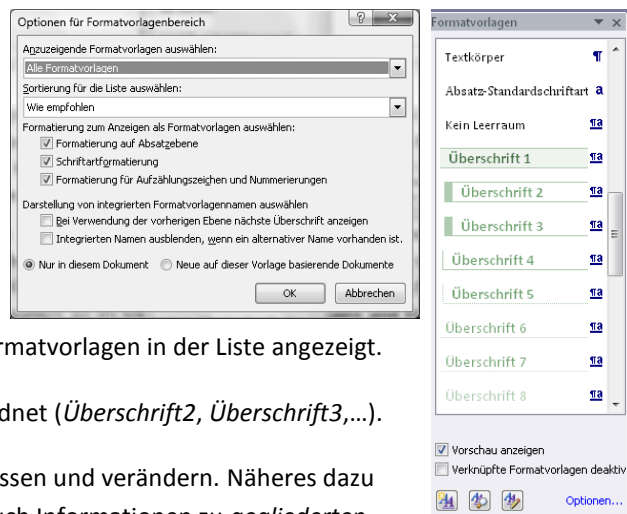 Optionen für Formatvorlagenbereich
Anzuzeigende Formatvorlagen auswählen:
Alle Formatvorlagen
Sortierung für die Liste auswählen:
Wie empfohlen
Formatierung zum Anzeigen als Formatvorlagen auswählen:
Formatierung auf Absatzebene
Schriftartformatierung
Formatierung für Aufzählungszeichen und Nummerierungen
Darstellung von integrierten Formatvorlagennamen auswählen
Bei Verwendung der vorherigen Ebene nächste Überschrift anzeigen
Integrierten Namen ausblenden, wenn ein alternativer Name vorhanden ist.
Nur in diesem Dokument Neue auf dieser Vorlage basierende Dokumente
OK Abbrechen
Formatvorlagen
Textkörper ¶
Absatz-Standardschriftart a
Kein Leerraum ¶a
Überschrift 1 ¶a
Überschrift 2 ¶a
Überschrift 3 ¶a
Überschrift 4 ¶a
Überschrift 5 ¶a
Überschrift 6 ¶a
Überschrift 7 ¶a
Überschrift 8 ¶a
Vorschau anzeigen
Verknüpfte Formatvorlagen deaktiv
Optionen...
rmatvorlagen in der Liste angezeigt.
dnet (Überschrift2, Überschrift3,…).
ssen und verändern. Näheres dazu